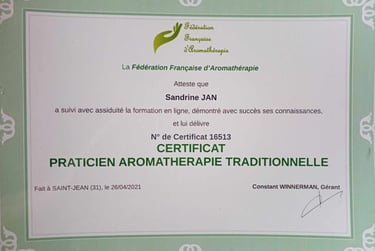 Fédération
Française
d'Aromathérapie
La Fédération Française d'Aromathérapie
Atteste que
Sandrine JAN
a suivi avec assiduité la formation en ligne, démontré avec succès ses connaissances,
et lui délivre
N° de Certificat 16513
CERTIFICAT
PRATICIEN AROMATHERAPIE TRADITIONNELLE
Fait à SAINT-JEAN (31), le 26/04/2021
Constant WINNERMAN, Gérant